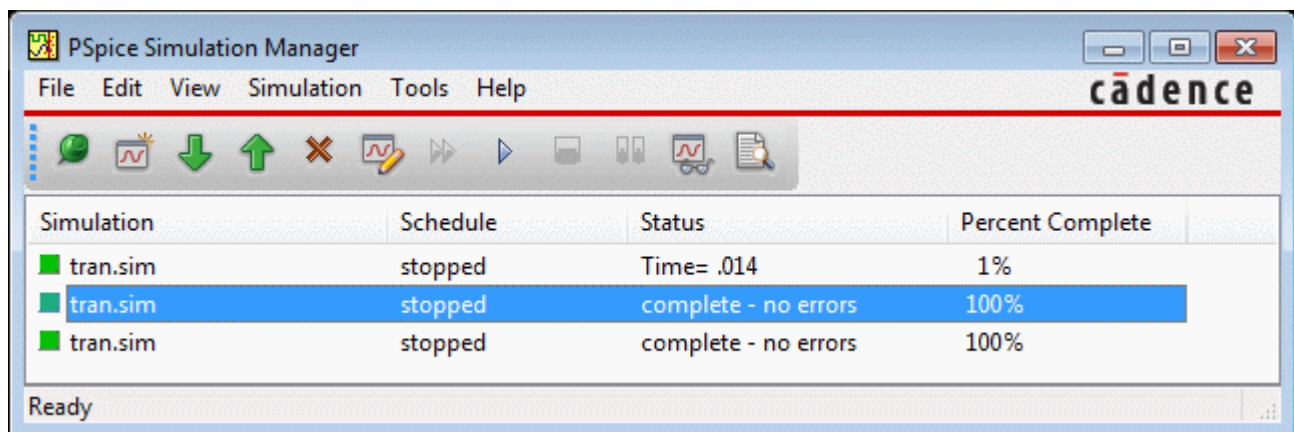 PSpice Simulation Manager
File Edit View Simulation Tools Help
cādence
Simulation Schedule Status Percent Complete
tran.sim stopped Time= .014 1%
tran.sim stopped complete - no errors 100%
tran.sim stopped complete - no errors 100%
Ready